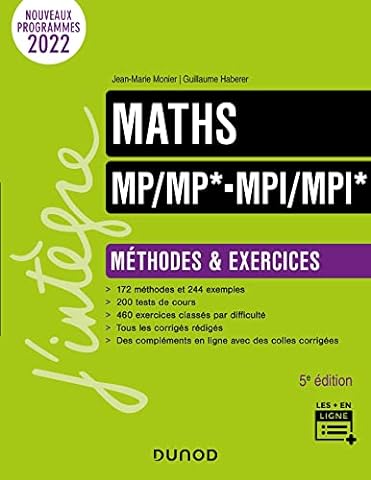 NOUVEAUX
PROGRAMMES
2022
Jean-Marie Monier | Guillaume Haberer
MATHS
MP/MP*-MPI/MPI*
J'intègre
MÉTHODES & EXERCICES
> 172 méthodes et 244 exemples
> 200 tests de cours
> 460 exercices classés par difficulté
> Tous les corrigés rédigés
> Des compléments en ligne avec des colles corrigées
5e édition
LES + EN
LIGNE
DUNOD